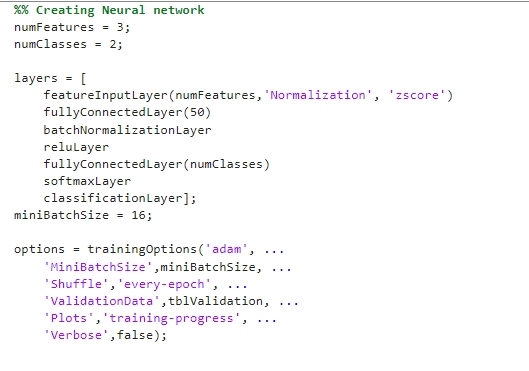 %% Creating Neural network
numFeatures = 3;
numClasses = 2;
layers = [
featureInputLayer(numFeatures,'Normalization', 'zscore')
fullyConnectedLayer(50)
batchNormalizationLayer
reluLayer
fullyConnectedLayer(numClasses)
softmaxLayer
classificationLayer];
miniBatchSize = 16;
options = trainingOptions('adam', ...
'MiniBatchSize',miniBatchSize, ...
'Shuffle','every-epoch', ...
'ValidationData',tblValidation, ...
'Plots','training-progress', ...
'Verbose',false);